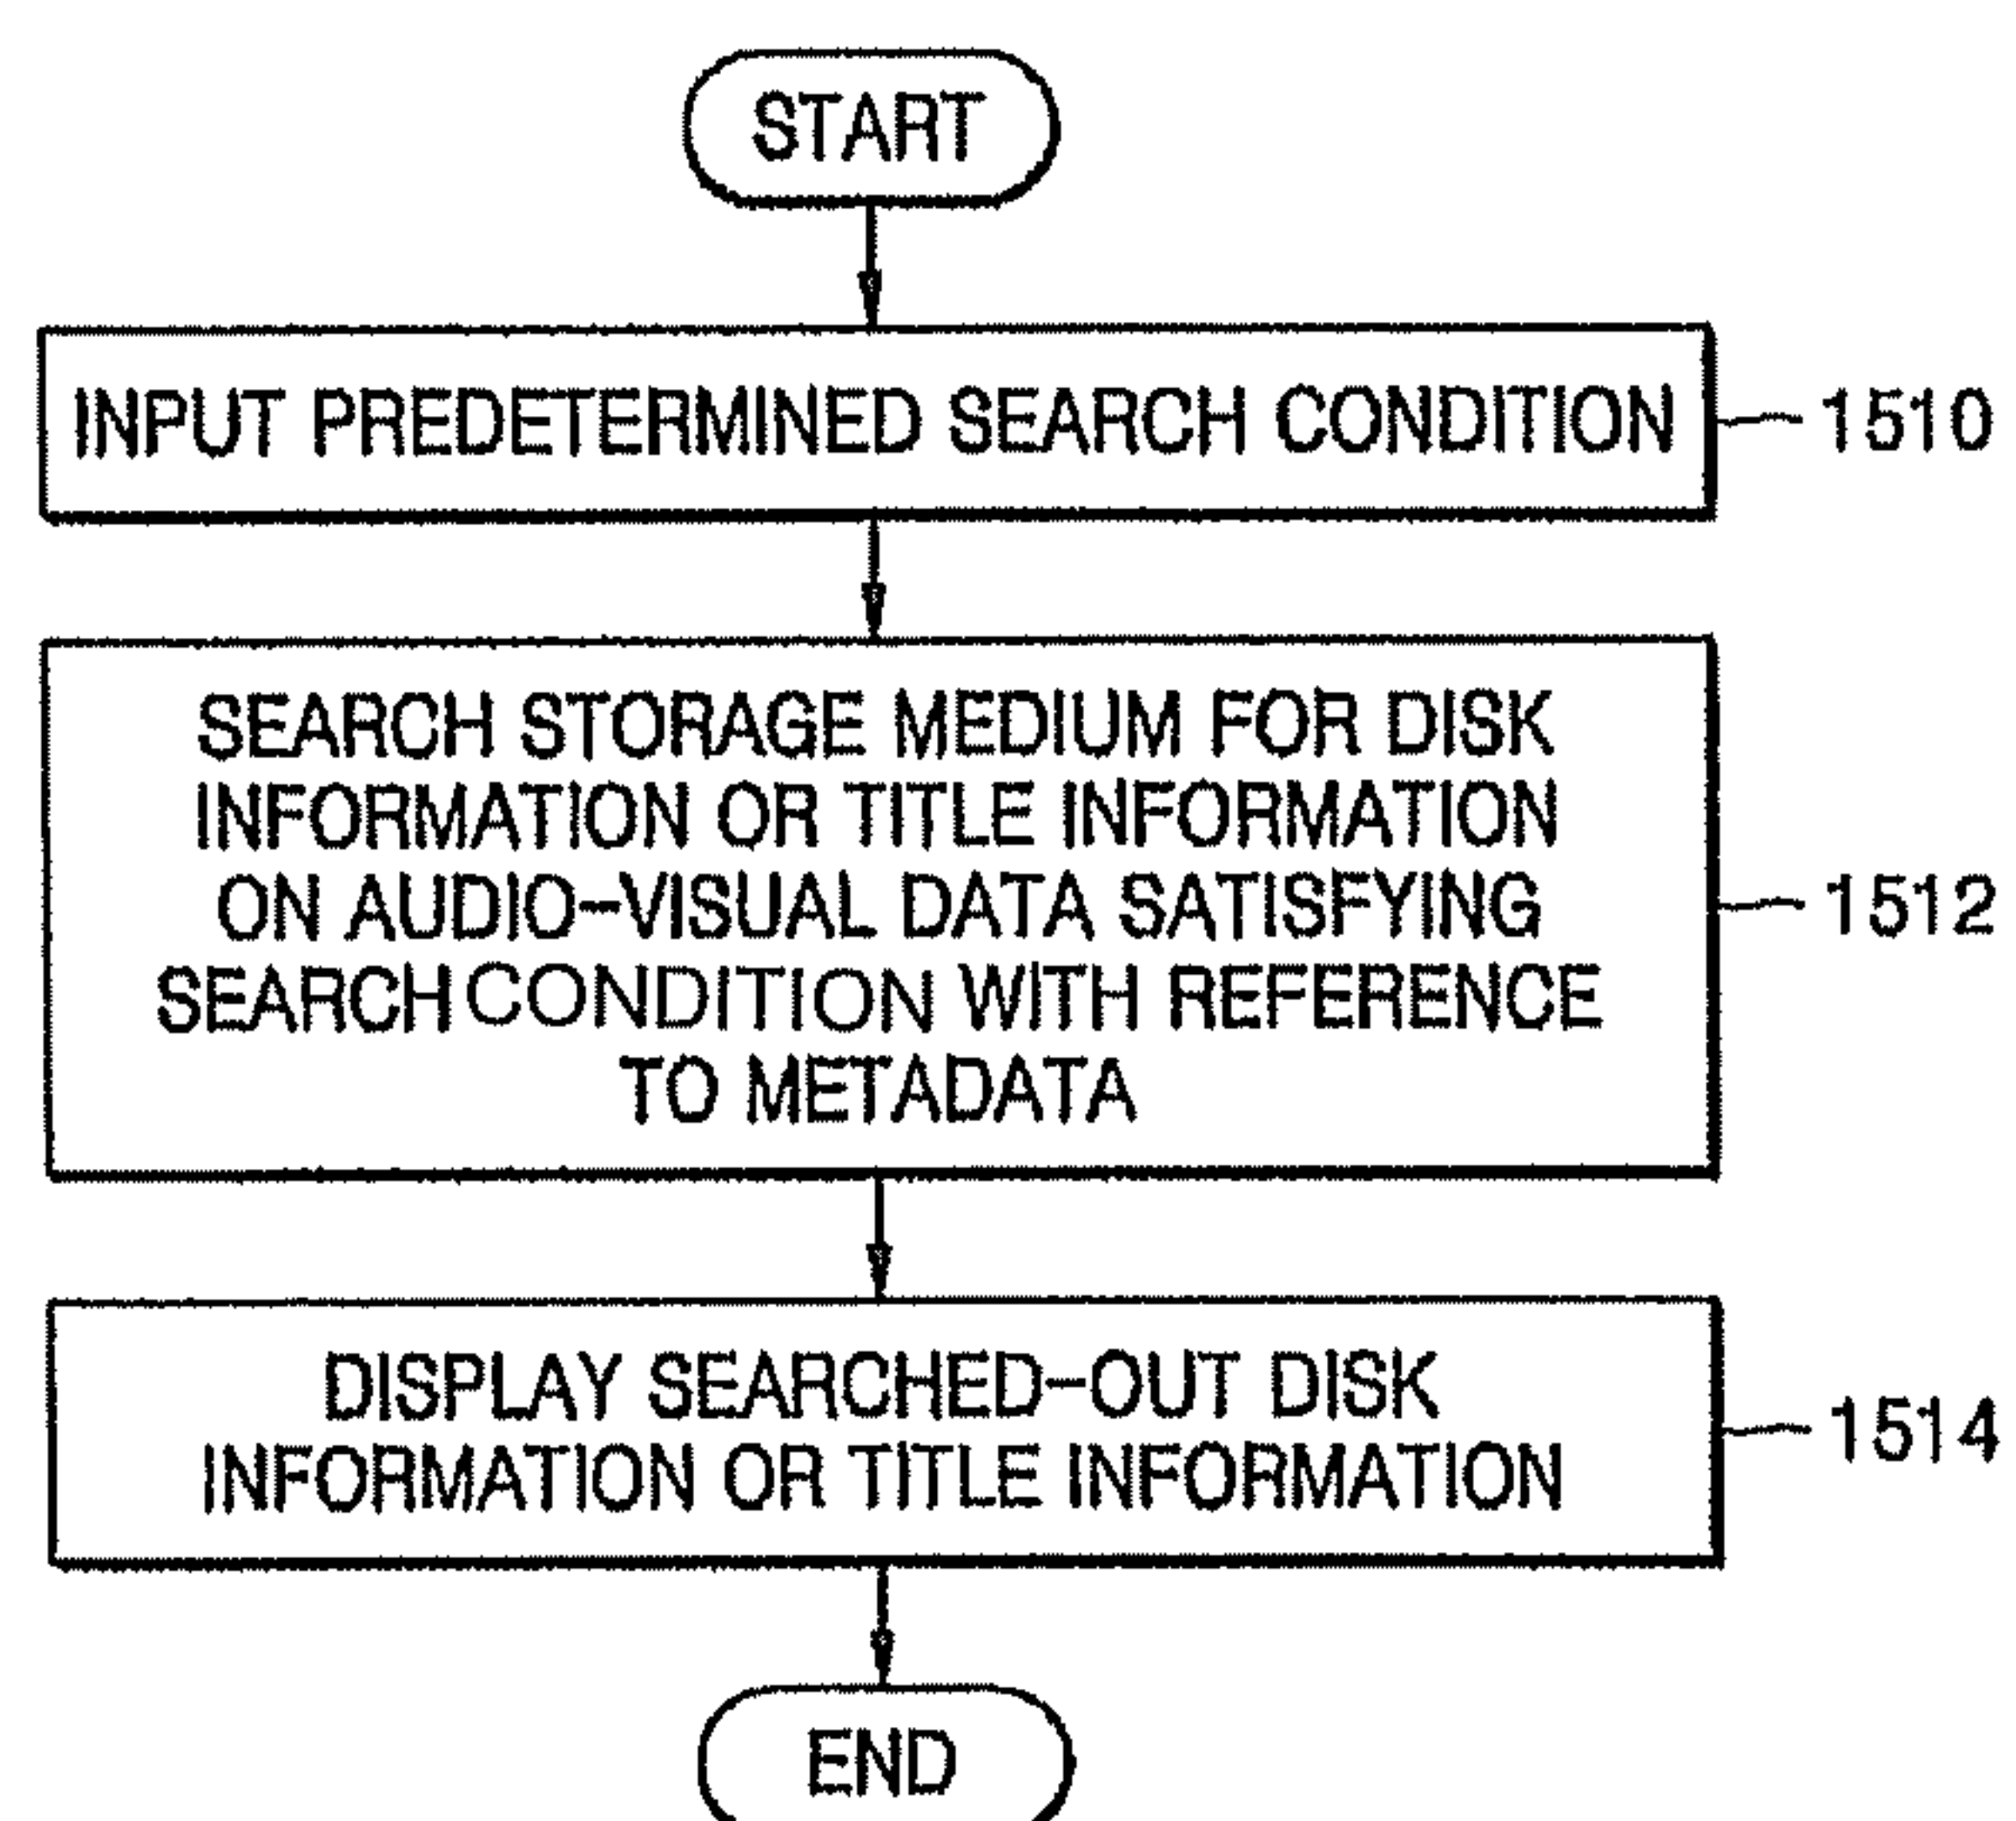 START
INPUT PREDETERMINED SEARCH CONDITION
1510
SEARCH STORAGE MEDIUM FOR DISK
INFORMATION OR TITLE INFORMATION
ON AUDIO-VISUAL DATA SATISFYING
SEARCH CONDITION WITH REFERENCE
TO METADATA
1512
DISPLAY SEARCHED-OUT DISK
INFORMATION OR TITLE INFORMATION
1514
END